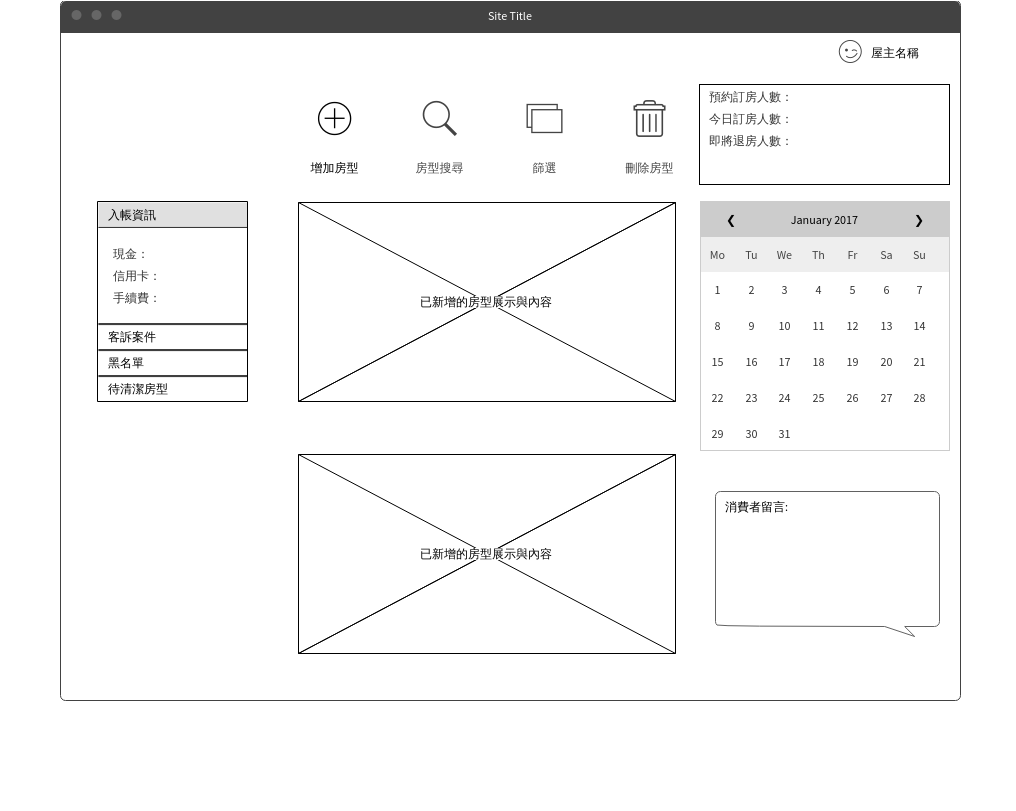 Site Title
屋主名稱
增加房型
房型搜尋
篩選
刪除房型
預約訂房人數：
今日訂房人數：
即將退房人數：
入帳資訊
現金：
信用卡：
手續費：
客訴案件
黑名單
待清潔房型
已新增的房型展示與內容
已新增的房型展示與內容
❮ January 2017 ❯
Mo Tu We Th Fr Sa Su
1 2 3 4 5 6 7
8 9 10 11 12 13 14
15 16 17 18 19 20 21
22 23 24 25 26 27 28
29 30 31
消費者留言: